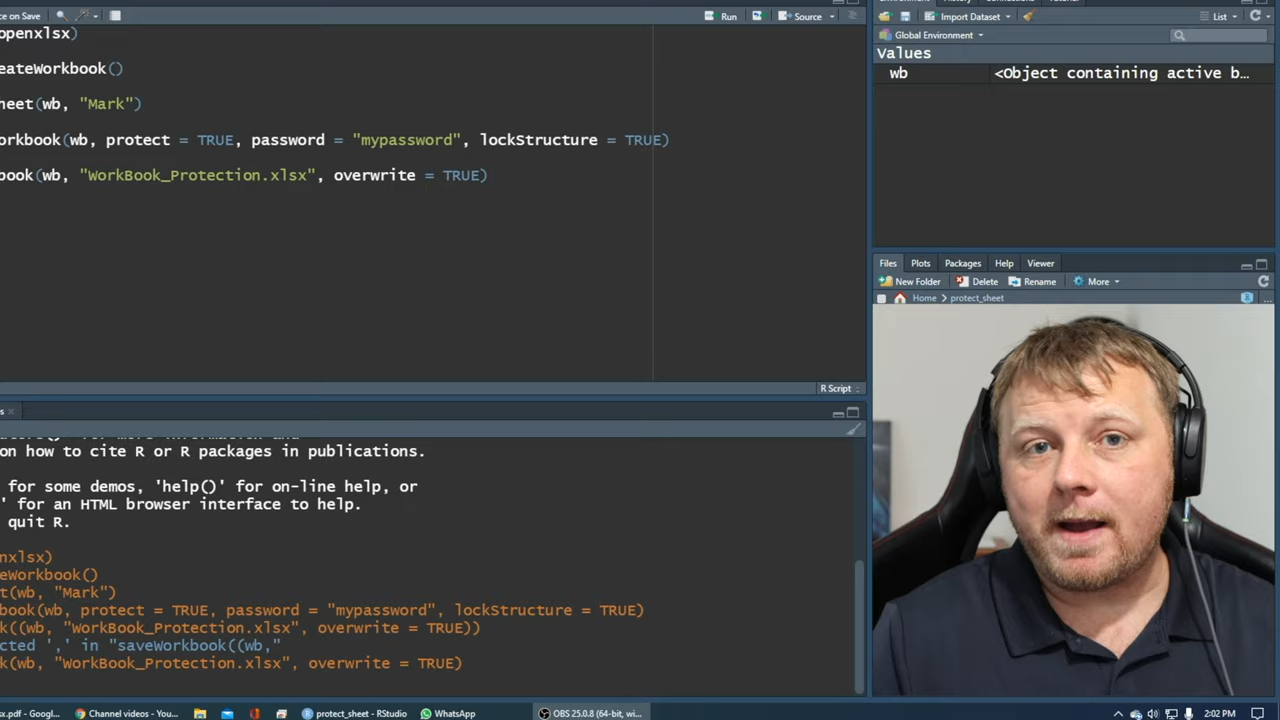 ce on Save
Run
Source
openxlsx)
eateWorkbook()
heet(wb, "Mark")
orkbook(wb, protect = TRUE, password = "mypassword", lockStructure = TRUE)
book(wb, "WorkBook_Protection.xlsx", overwrite = TRUE)
R Script
Import Dataset
List
Global Environment
Values
wb <Object containing active b…
Files Plots Packages Help Viewer
New Folder Delete Rename More
Home protect_sheet ...
s
on how to cite R or R packages in publications.
for some demos, 'help()' for on-line help, or
' for an HTML browser interface to help.
quit R.
nxlsx)
eWorkbook()
t(wb, "Mark")
book(wb, protect = TRUE, password = "mypassword", lockStructure = TRUE)
k((wb, "WorkBook_Protection.xlsx", overwrite = TRUE))
cted ',' in "saveWorkbook((wb,"
k(wb, "WorkBook_Protection.xlsx", overwrite = TRUE)
sx.pdf - Googl... Channel videos - You... protect_sheet - RStudio WhatsApp OBS 25.0.8 (64-bit, wi... 2:02 PM